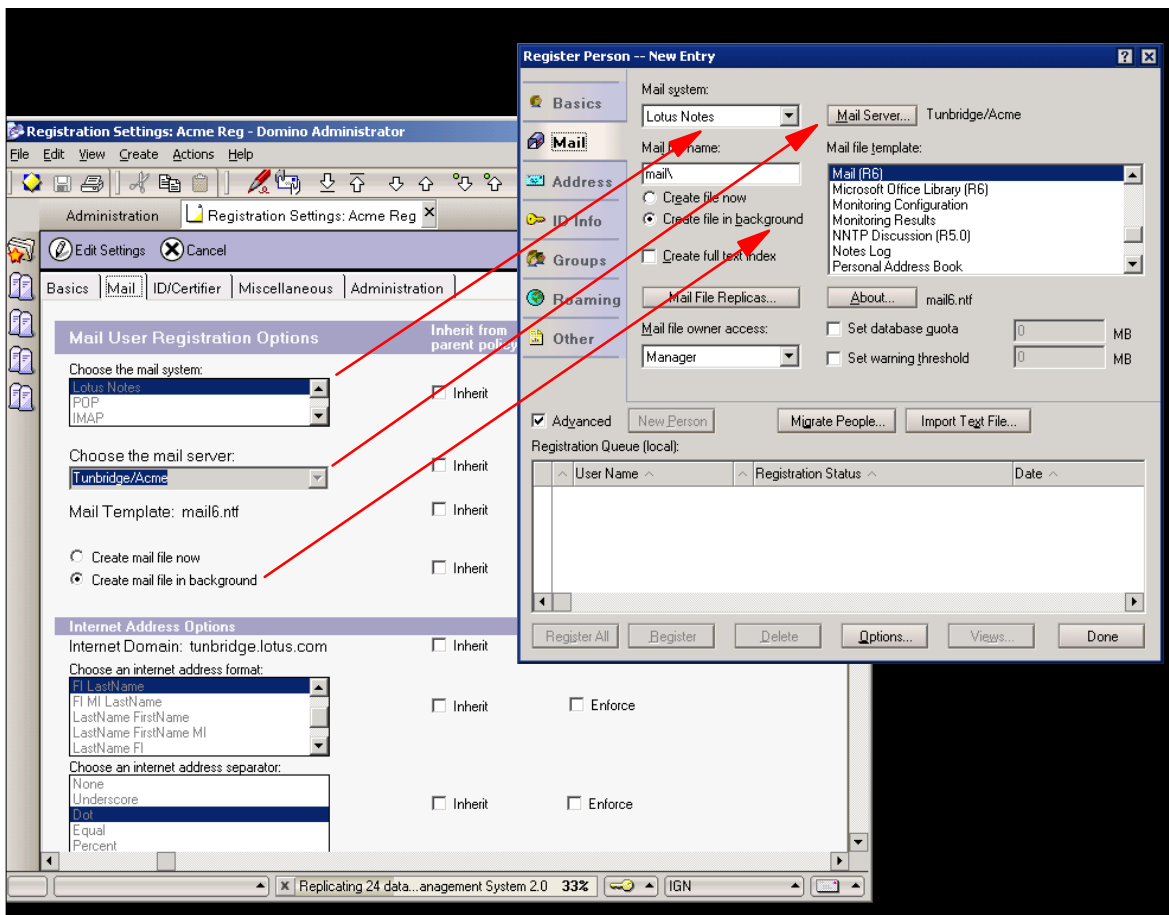 Register Person -- New Entry
Basics
Mail
Address
ID Info
Groups
Roaming
Other
Mail system:
Lotus Notes
Mail Server...
Tunbridge/Acme
Mail file name:
mail\
Create file now
Create file in background
Create full text index
Mail file template:
Mail (R6)
Microsoft Office Library (R6)
Monitoring Configuration
Monitoring Results
NNTP Discussion (R5.0)
Notes Log
Personal Address Book
Mail File Replicas...
About...
mail6.ntf
Mail file owner access:
Manager
Set database quota
0
MB
Set warning threshold
0
MB
Advanced
New Person
Migrate People...
Import Text File...
Registration Queue (local):
User Name
Registration Status
Date
Register All
Register
Delete
Options...
Views...
Done
Registration Settings: Acme Reg - Domino Administrator
File Edit View Create Actions Help
Administration
Registration Settings: Acme Reg
Edit Settings
Cancel
Basics
Mail
ID/Certifier
Miscellaneous
Administration
Mail User Registration Options
Inherit from
parent policy
Choose the mail system:
Lotus Notes
POP
IMAP
Inherit
Choose the mail server:
Tunbridge/Acme
Inherit
Mail Template: mail6.ntf
Inherit
Create mail file now
Create mail file in background
Inherit
Internet Address Options
Internet Domain: tunbridge.lotus.com
Inherit
Choose an internet address format:
FI LastName
FI MI LastName
LastName FirstName
LastName FirstName MI
LastName FI
Inherit
Enforce
Choose an internet address separator:
None
Underscore
Dot
Equal
Percent
Inherit
Enforce
Replicating 24 data...anagement System 2.0 33%
IGN